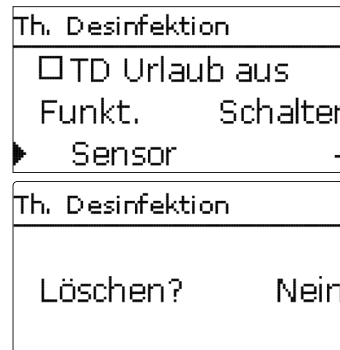 Th. Desinfektion
TD Urlaub aus
Funkt. Schalter
Sensor -
Th. Desinfektion
Löschen? Nein